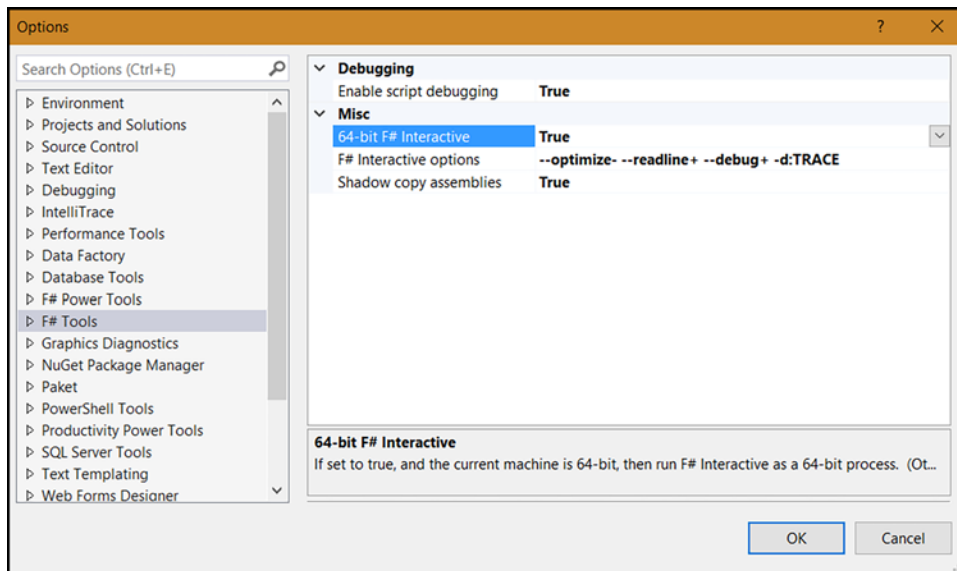 Options
Search Options (Ctrl+E)
Environment
Projects and Solutions
Source Control
Text Editor
Debugging
IntelliTrace
Performance Tools
Data Factory
Database Tools
F# Power Tools
F# Tools
Graphics Diagnostics
NuGet Package Manager
Paket
PowerShell Tools
Productivity Power Tools
SQL Server Tools
Text Templating
Web Forms Designer
Debugging
Enable script debugging True
Misc
64-bit F# Interactive True
F# Interactive options --optimize- --readline+ --debug+ -d:TRACE
Shadow copy assemblies True
64-bit F# Interactive
If set to true, and the current machine is 64-bit, then run F# Interactive as a 64-bit process. (Ot...
OK Cancel